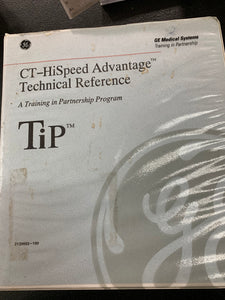 GE Medical Systems
Training in Partnership
CT–HiSpeed Advantage™
Technical Reference
A Training in Partnership Program
TiP™